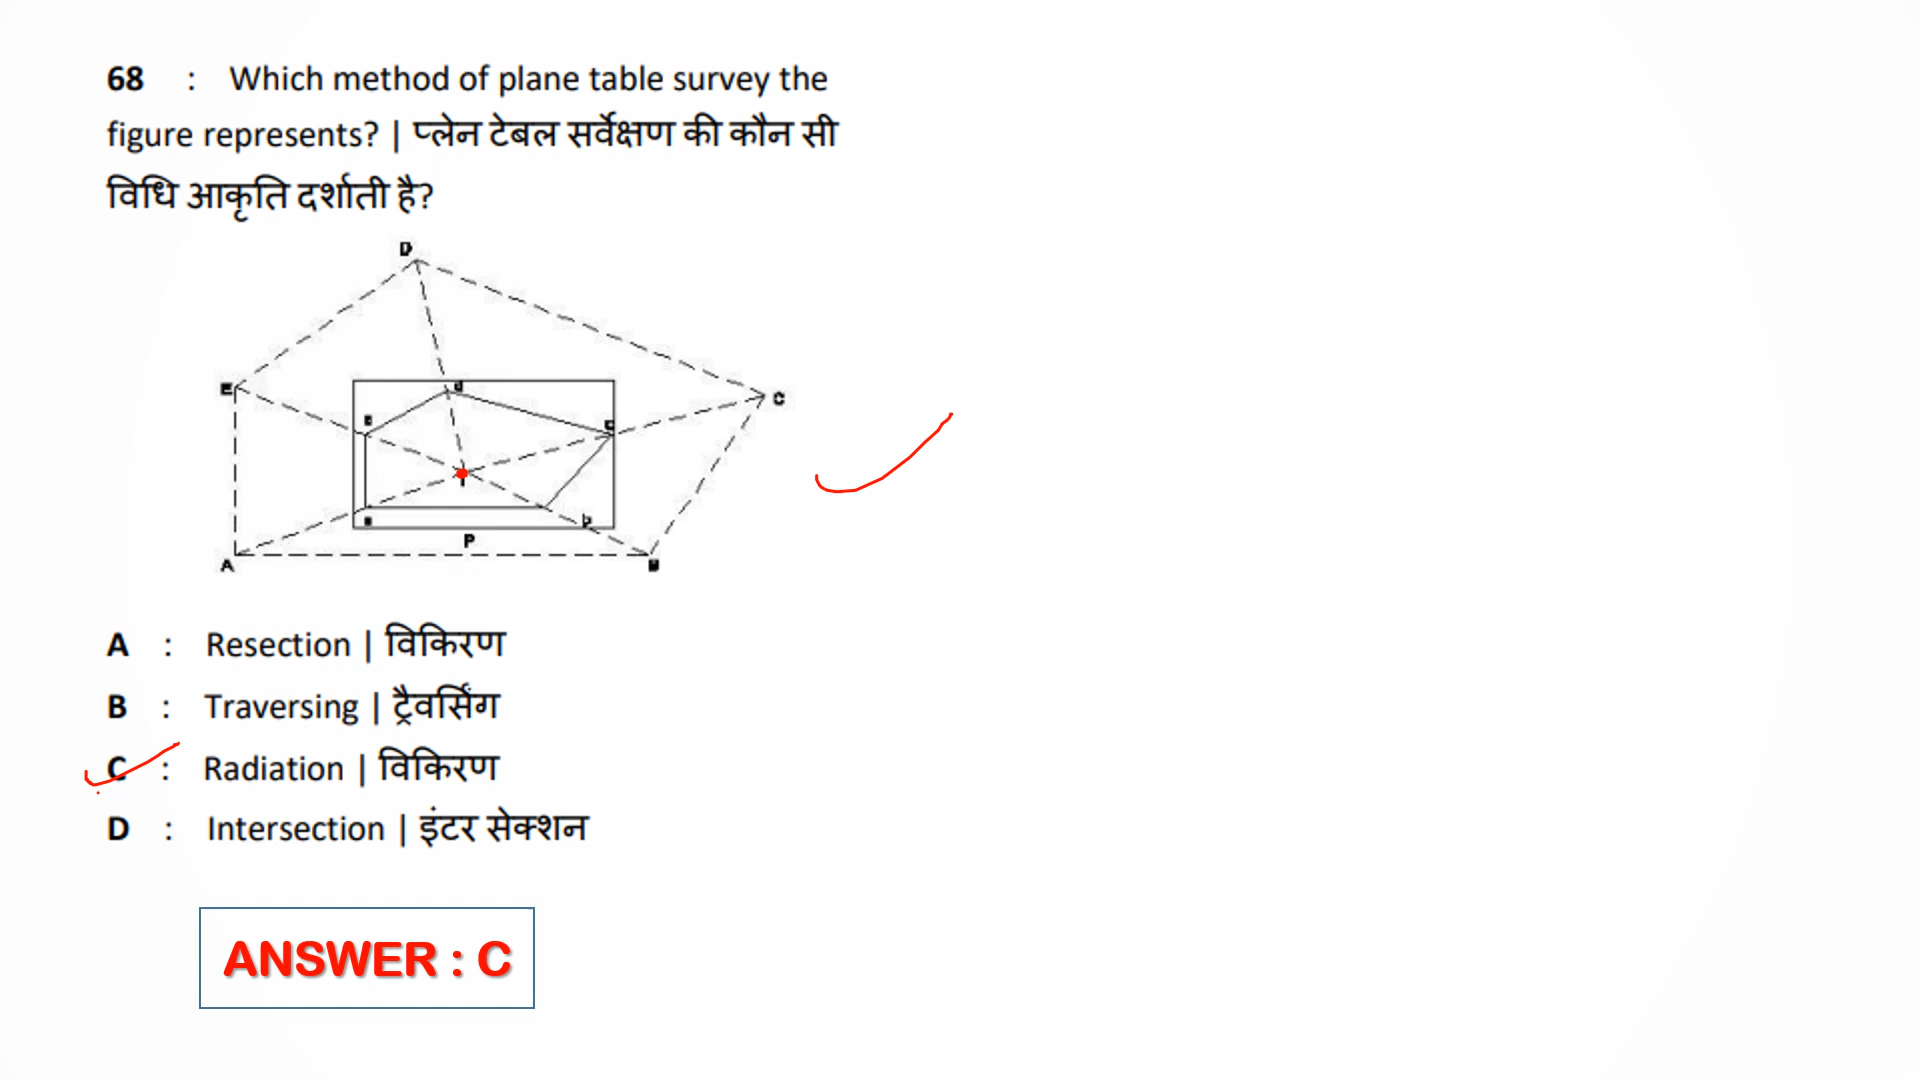 68 : Which method of plane table survey the
figure represents? | प्लेन टेबल सर्वेक्षण की कौन सी
विधि आकृति दर्शाती है?
D
E
d
C
P
A
A : Resection | विकिरण
B : Traversing | ट्रैवर्सिंग
C : Radiation | विकिरण
D : Intersection | इंटर सेक्शन
ANSWER : C